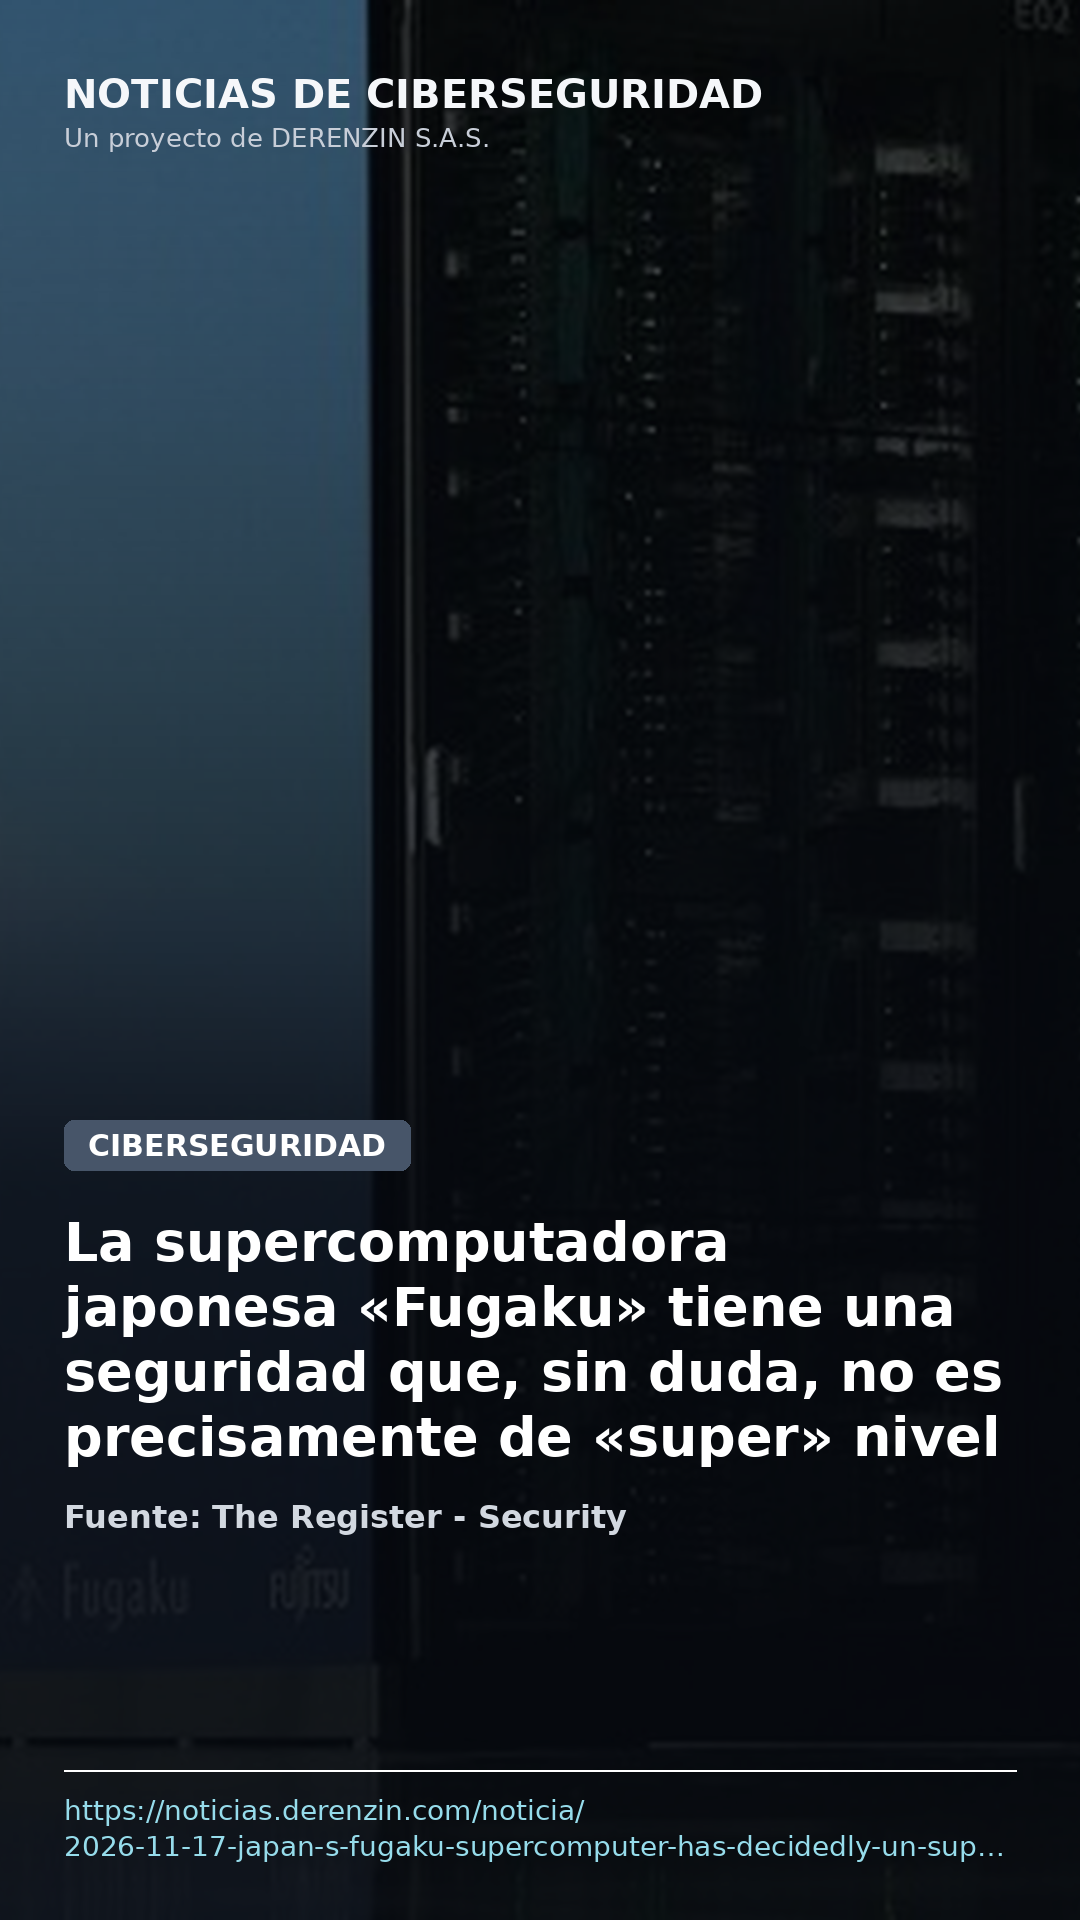 E02
NOTICIAS DE CIBERSEGURIDAD
Un proyecto de DERENZIN S.A.S.
CIBERSEGURIDAD
La supercomputadora
japonesa «Fugaku» tiene una
seguridad que, sin duda, no es
precisamente de «super» nivel
Fuente: The Register - Security
Fugaku FUJITSU
https://noticias.derenzin.com/noticia/
2026-11-17-japan-s-fugaku-supercomputer-has-decidedly-un-sup...